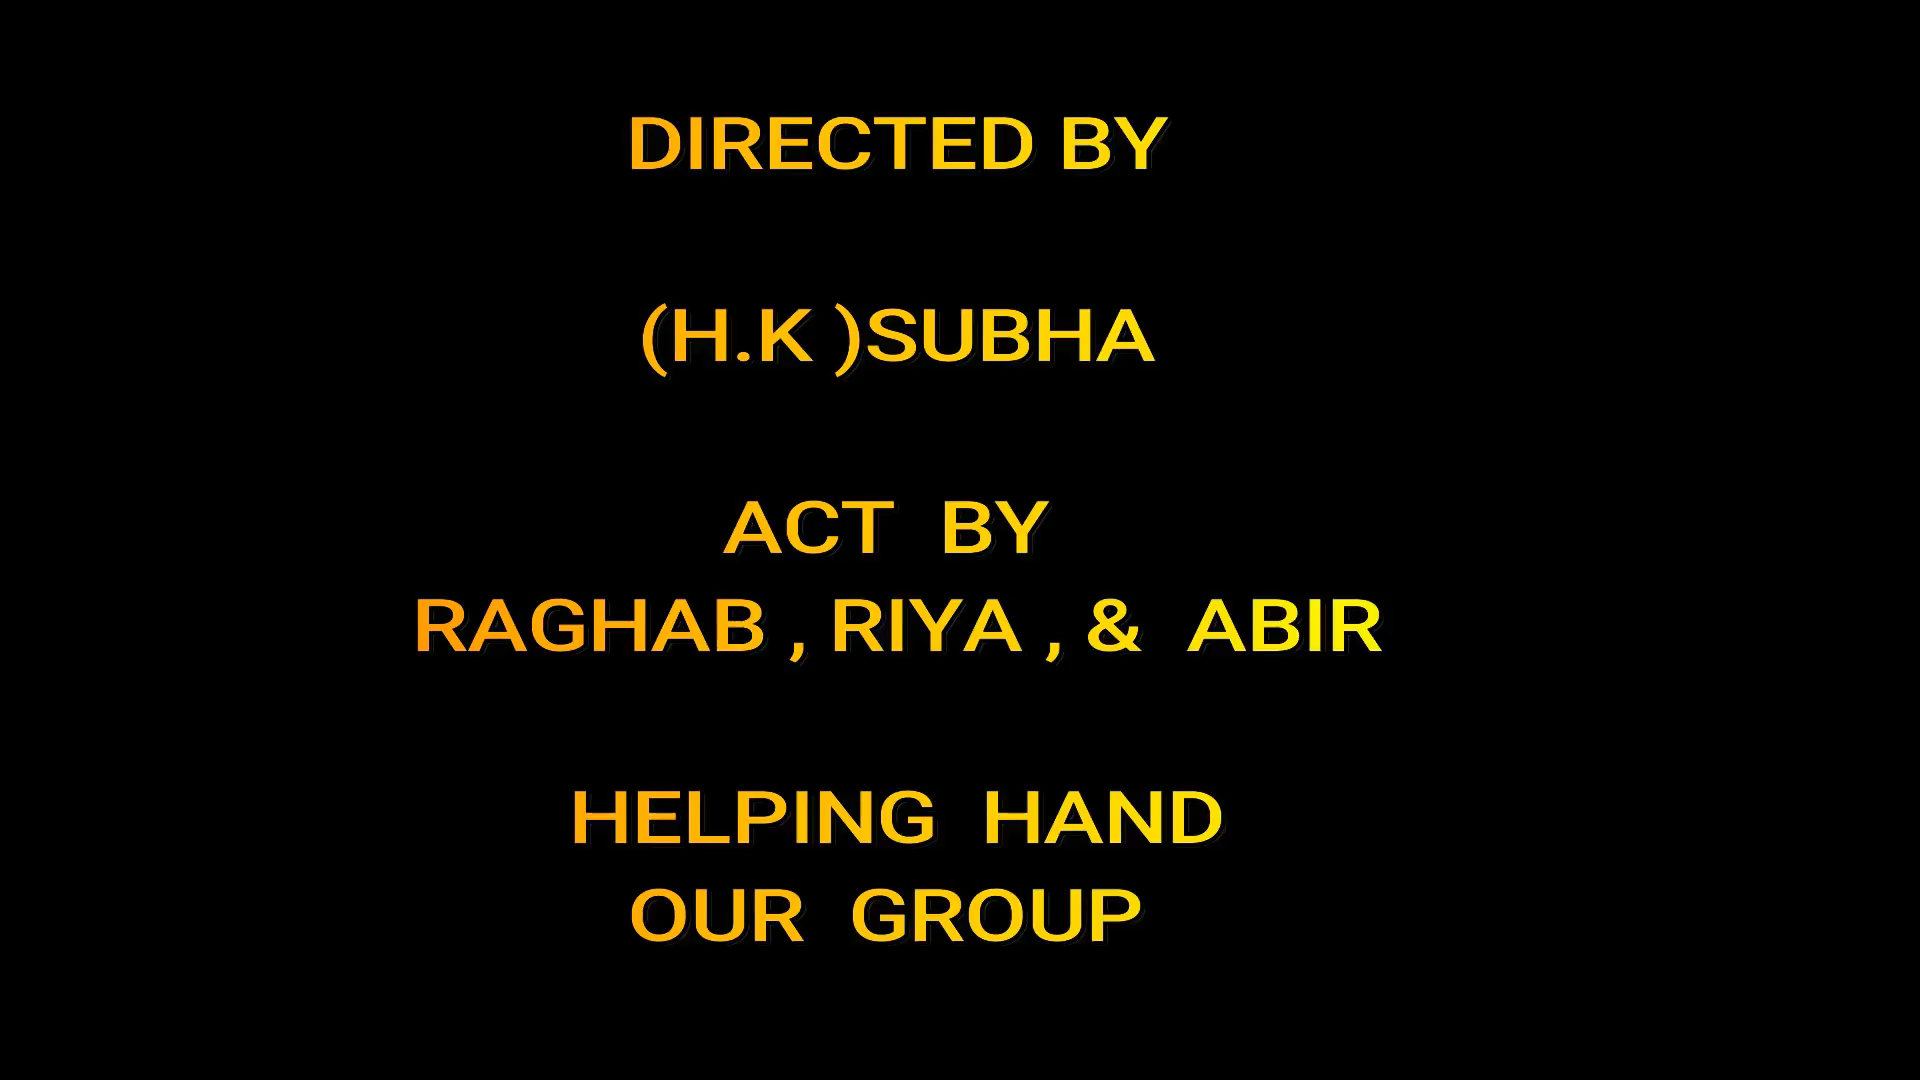 DIRECTED BY
(H.K )SUBHA
ACT  BY
RAGHAB , RIYA , &  ABIR
HELPING  HAND
OUR  GROUP